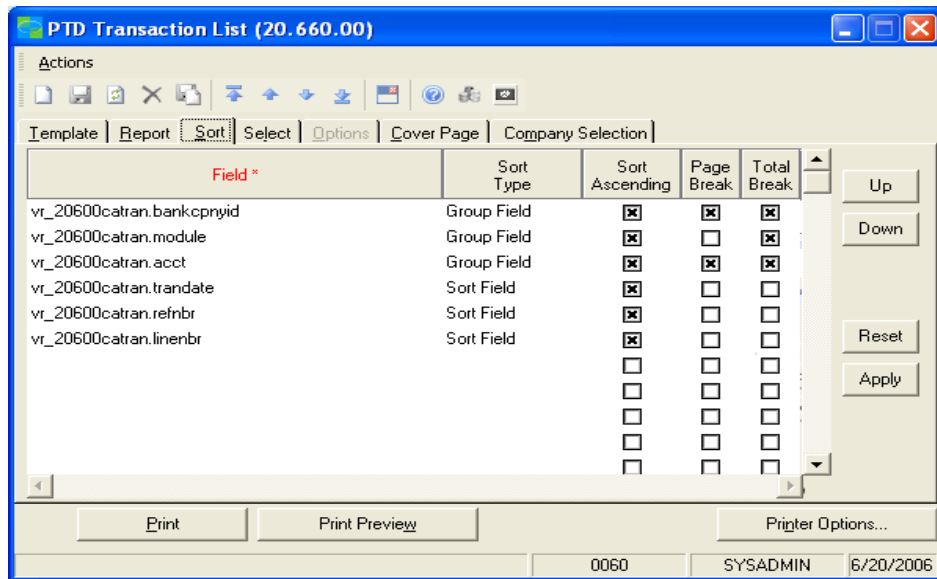 PTD Transaction List (20.660.00)
Actions
Template Report Sort Select Options Cover Page Company Selection
Field * Sort Type Sort Ascending Page Break Total Break
Up
vr_20600catran.bankcpnyid Group Field
Down
vr_20600catran.module Group Field
vr_20600catran.acct Group Field
vr_20600catran.trandate Sort Field
vr_20600catran.refnbr Sort Field
vr_20600catran.linenbr Sort Field
Reset
Apply
Print Print Preview Printer Options...
0060 SYSADMIN 6/20/2006